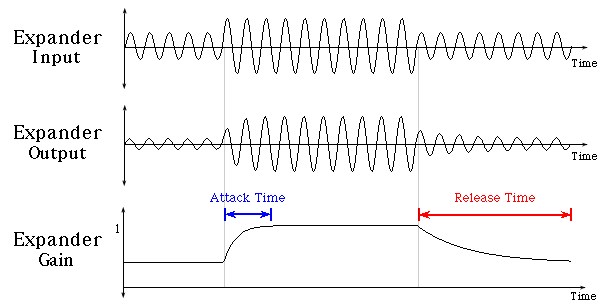 Expander
Input
Time
Expander
Output
Time
Attack Time
Release Time
1
Expander
Gain
Time